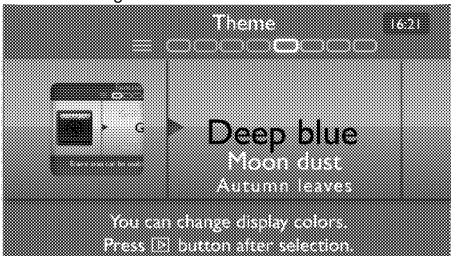 Theme
16:21
G
Deep blue
Moon dust
Autumn leaves
You can change display colors.
Press button after selection.